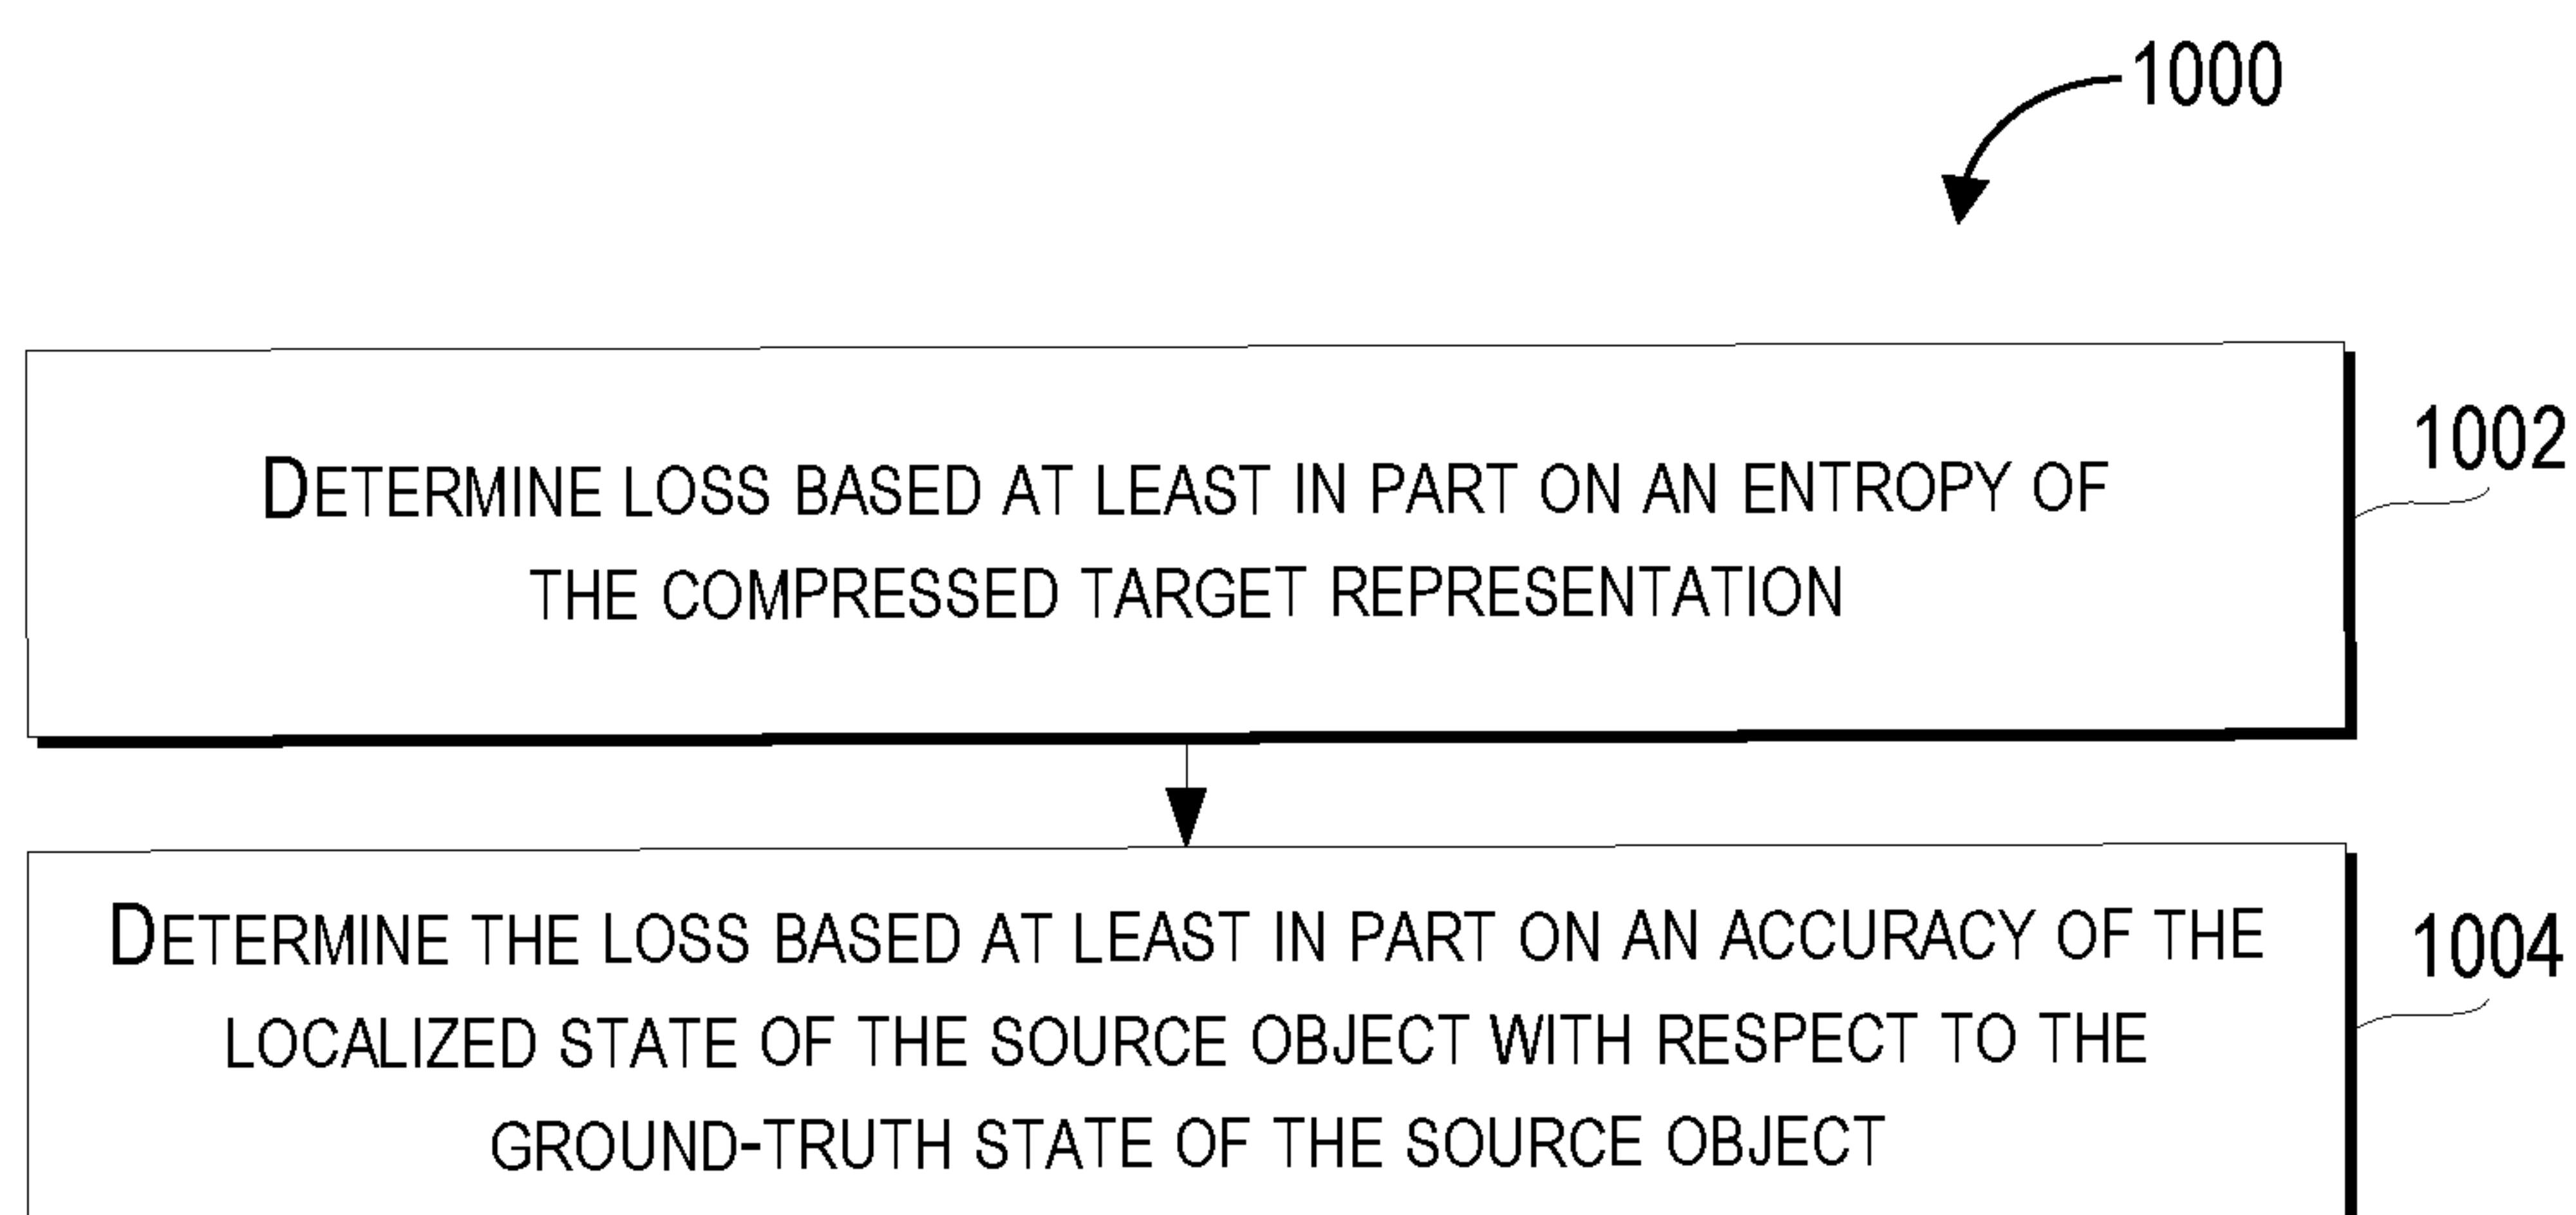 1000
DETERMINE LOSS BASED AT LEAST IN PART ON AN ENTROPY OF
THE COMPRESSED TARGET REPRESENTATION
1002
DETERMINE THE LOSS BASED AT LEAST IN PART ON AN ACCURACY OF THE
LOCALIZED STATE OF THE SOURCE OBJECT WITH RESPECT TO THE
GROUND-TRUTH STATE OF THE SOURCE OBJECT
1004